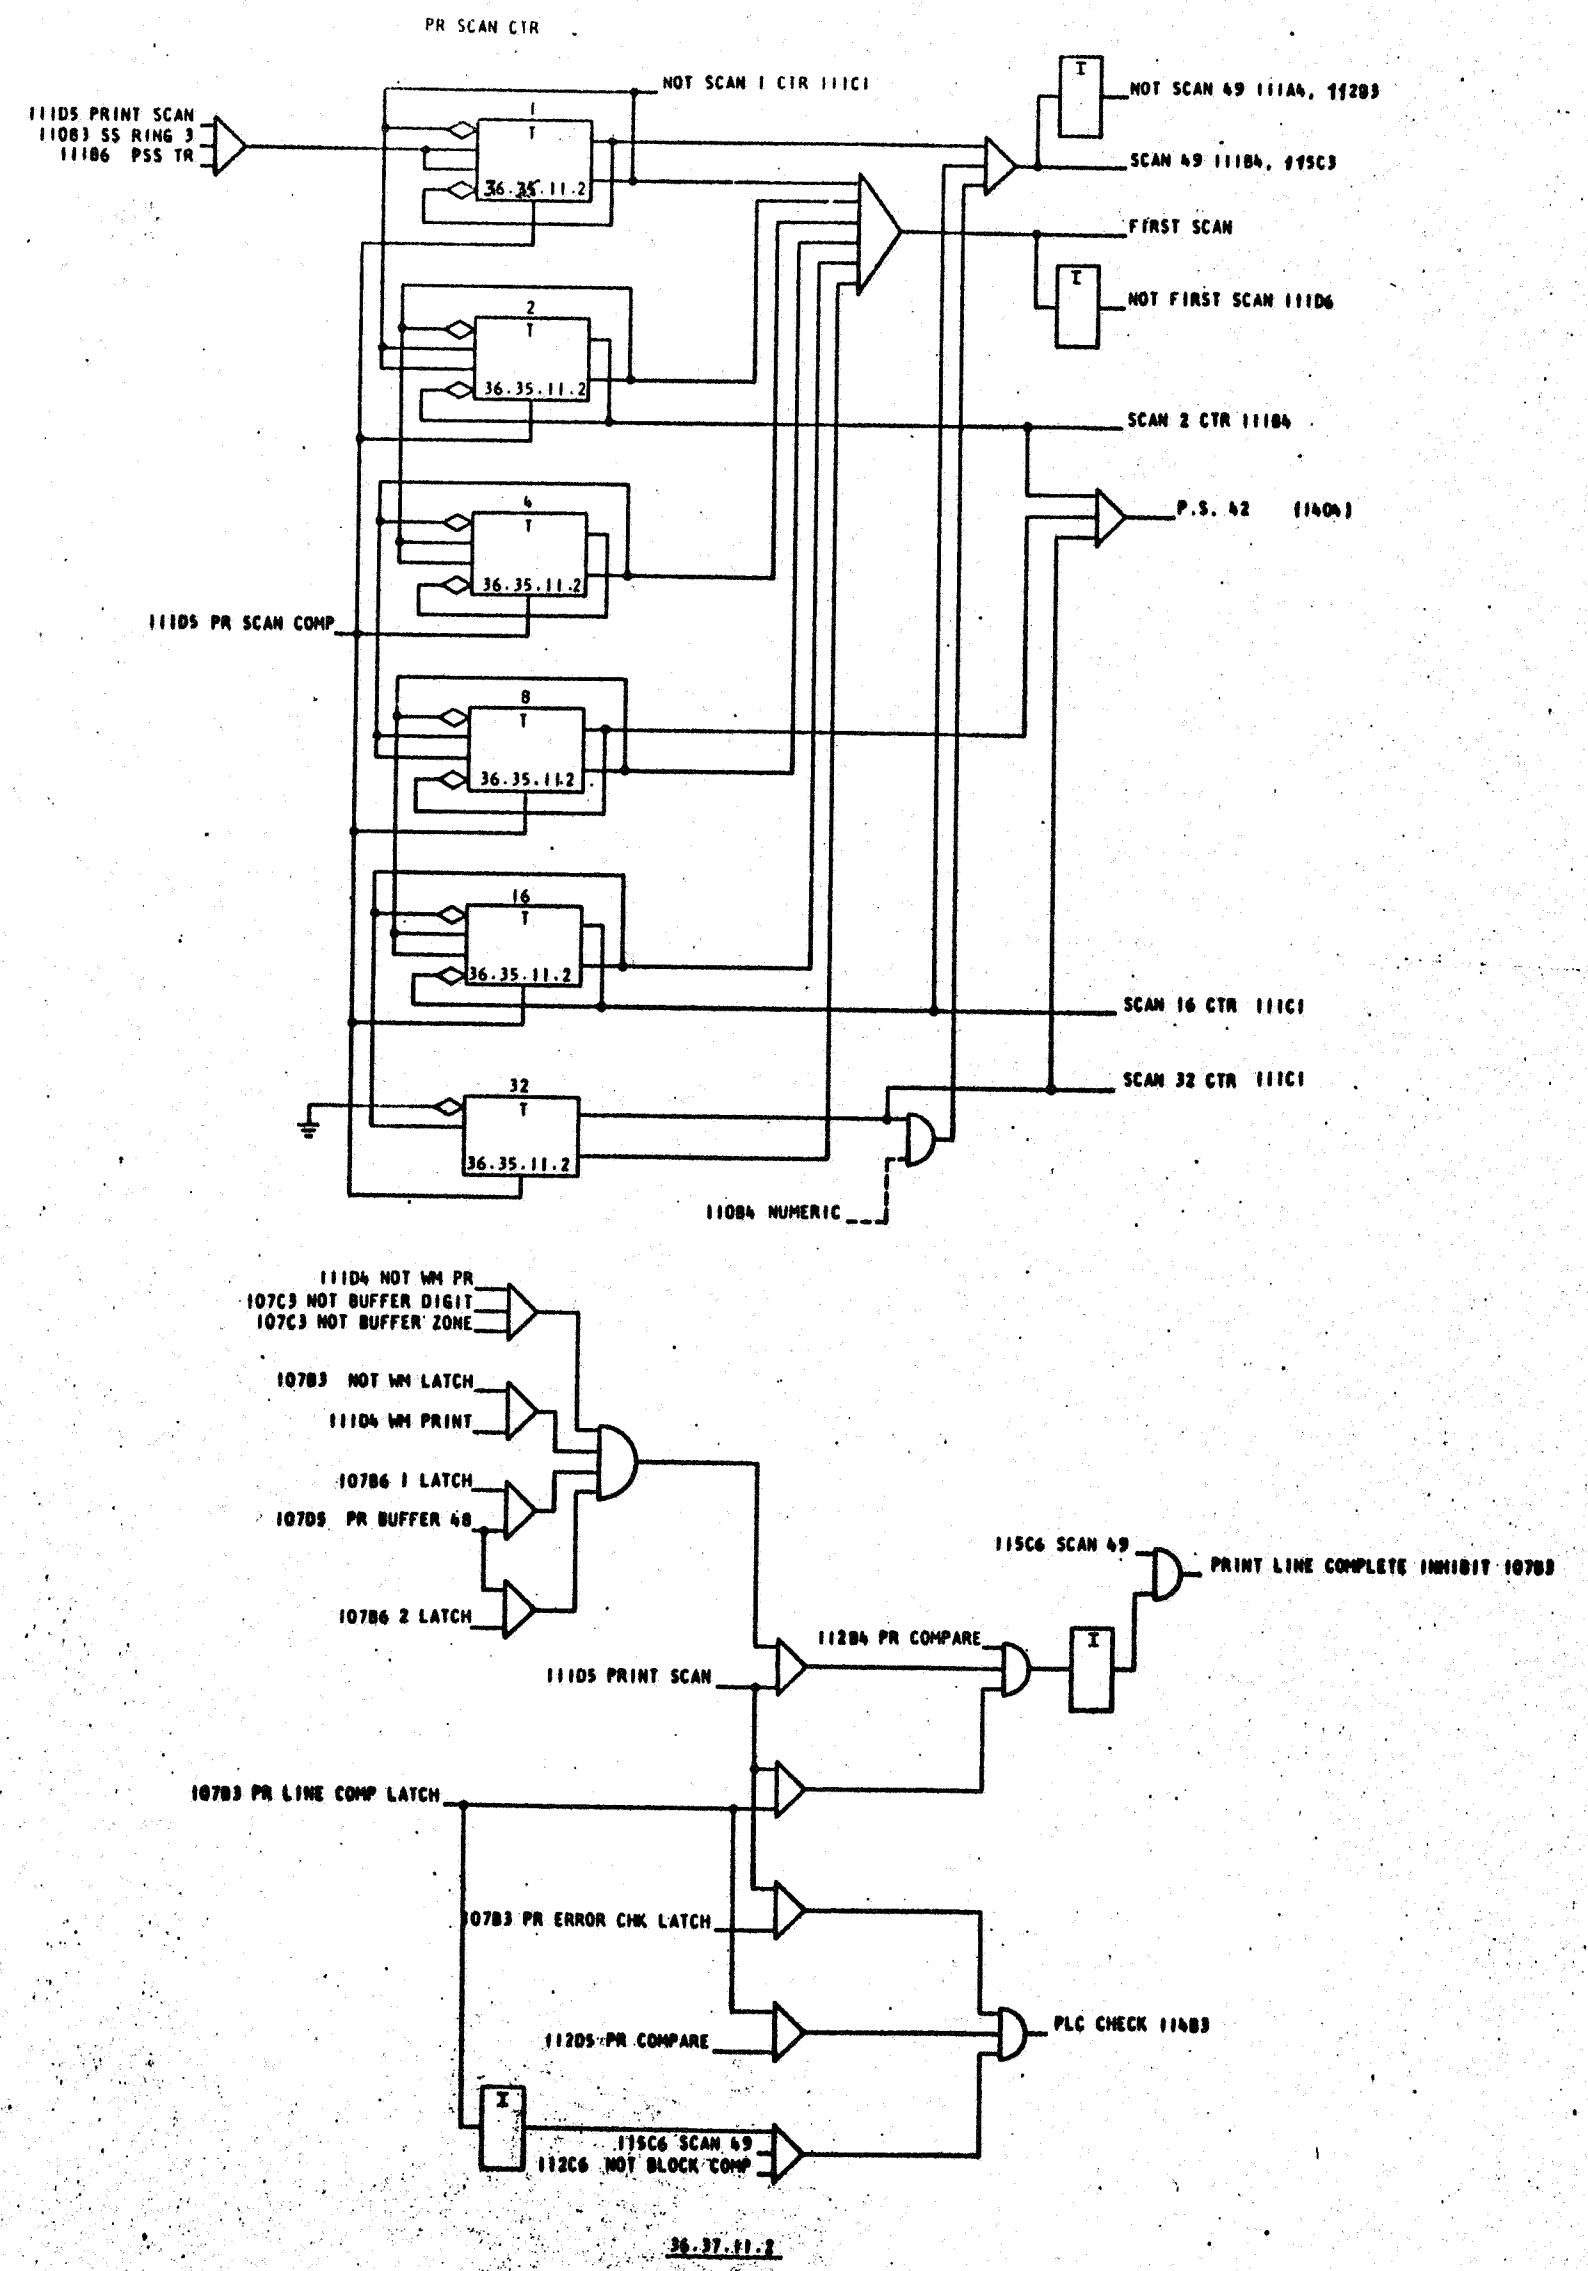 PR SCAN CTR
NOT SCAN 1 CTR 111C1
111D5 PRINT SCAN
110B3 SS RING 3
111B6 PSS TR
1
T
36.35.11.2
I
NOT SCAN 49 111A4, 112B3
SCAN 49 111B4, 115C3
FIRST SCAN
I
NOT FIRST SCAN 111D6
2
T
36.35.11.2
SCAN 2 CTR 111B4
4
T
36.35.11.2
P.S. 42 (1404)
111D5 PR SCAN COMP
8
T
36.35.11.2
16
T
36.35.11.2
SCAN 16 CTR 111C1
SCAN 32 CTR 111C1
32
T
36.35.11.2
110B4 NUMERIC
111D4 NOT WM PR
107C3 NOT BUFFER DIGIT
107C3 NOT BUFFER ZONE
107B3 NOT WM LATCH
111D4 WM PRINT
107B6 1 LATCH
107D5 PR BUFFER 48
107B6 2 LATCH
115C6 SCAN 49
PRINT LINE COMPLETE INHIBIT 107B3
112B4 PR COMPARE
I
111D5 PRINT SCAN
107B3 PR LINE COMP LATCH
107B3 PR ERROR CHK LATCH
112D5 PR COMPARE
PLC CHECK 114B3
I
115C6 SCAN 49
112C6 NOT BLOCK COMP
36.37.11.2